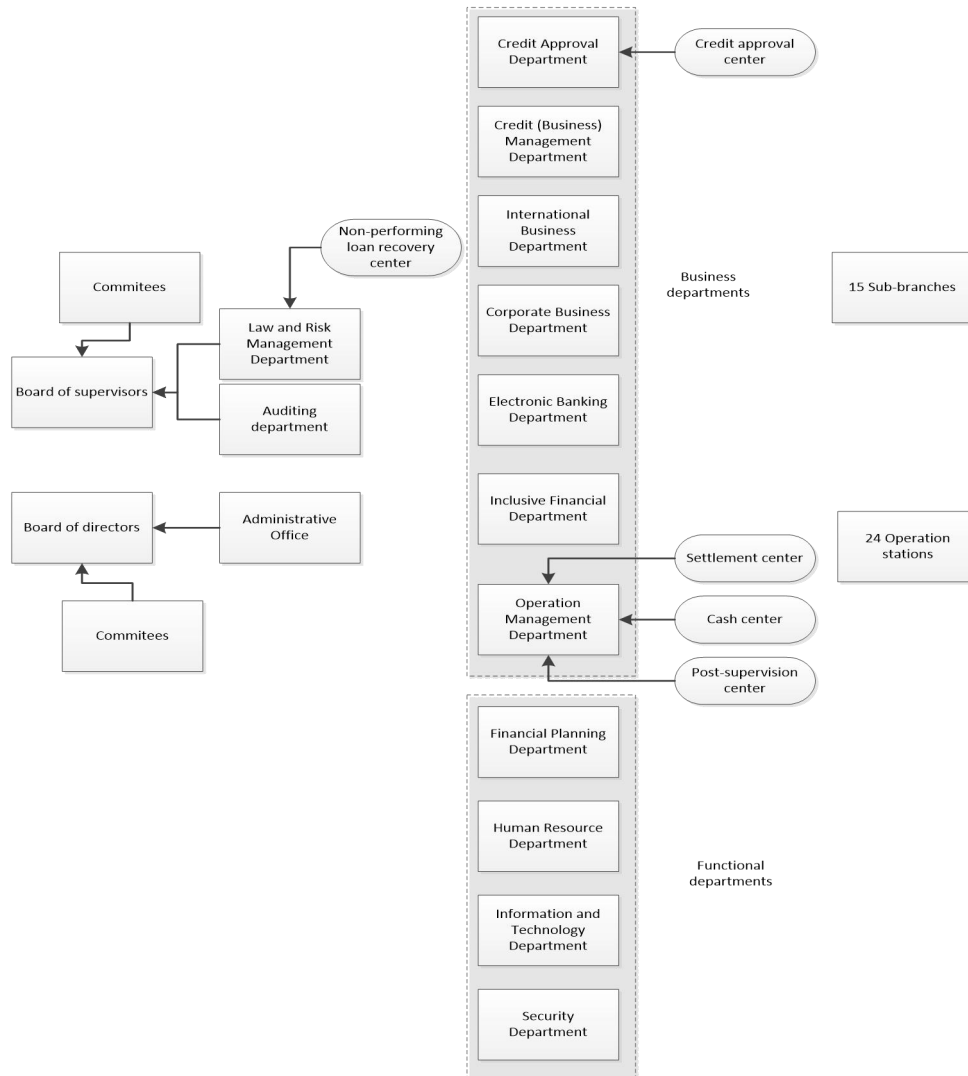 Credit Approval
Department
Credit approval
center
Credit (Business)
Management
Department
Non-performing
loan recovery
center
International
Business
Department
Commitees
Business
departments
15 Sub-branches
Law and Risk
Management
Department
Corporate Business
Department
Board of supervisors
Auditing
department
Electronic Banking
Department
Board of directors
Administrative
Office
Inclusive Financial
Department
24 Operation
stations
Settlement center
Commitees
Operation
Management
Department
Cash center
Post-supervision
center
Financial Planning
Department
Human Resource
Department
Functional
departments
Information and
Technology
Department
Security
Department